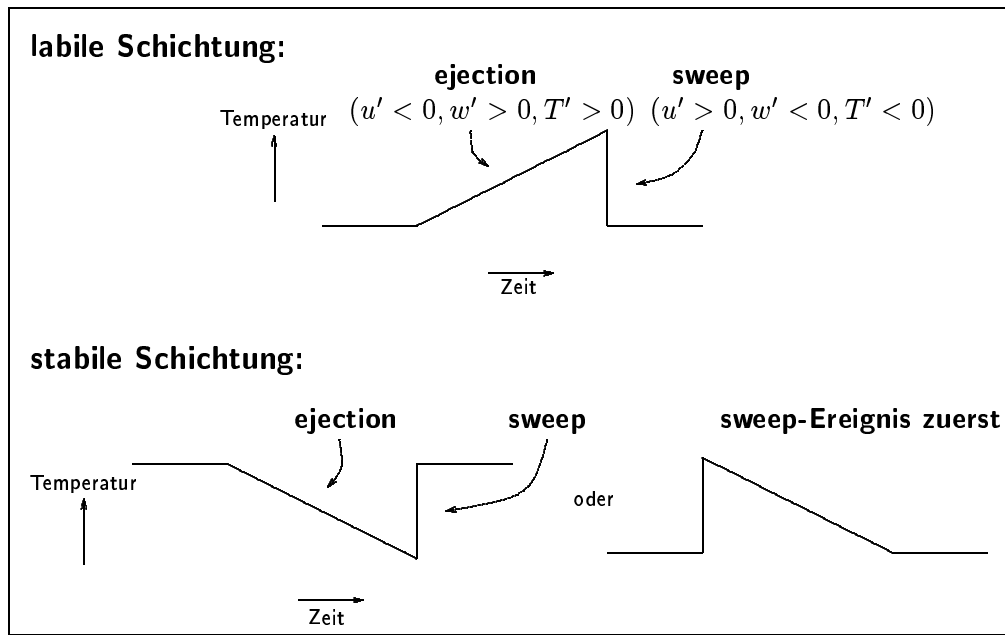 labile Schichtung:
ejection sweep
Temperatur (u' < 0, w' > 0, T' > 0) (u' > 0, w' < 0, T' < 0)
Zeit
stabile Schichtung:
ejection sweep sweep-Ereignis zuerst
Temperatur
oder
Zeit